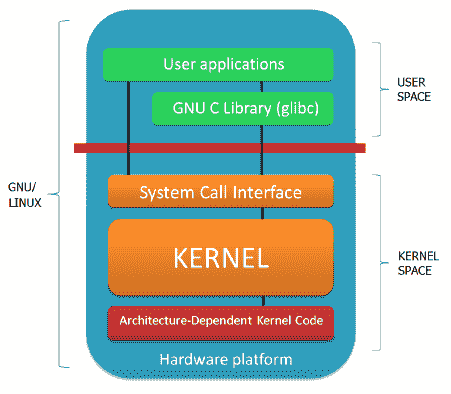 User applications
GNU C Library (glibc)
USER
SPACE
GNU/
LINUX
System Call Interface
KERNEL
KERNEL
SPACE
Architecture-Dependent Kernel Code
Hardware platform